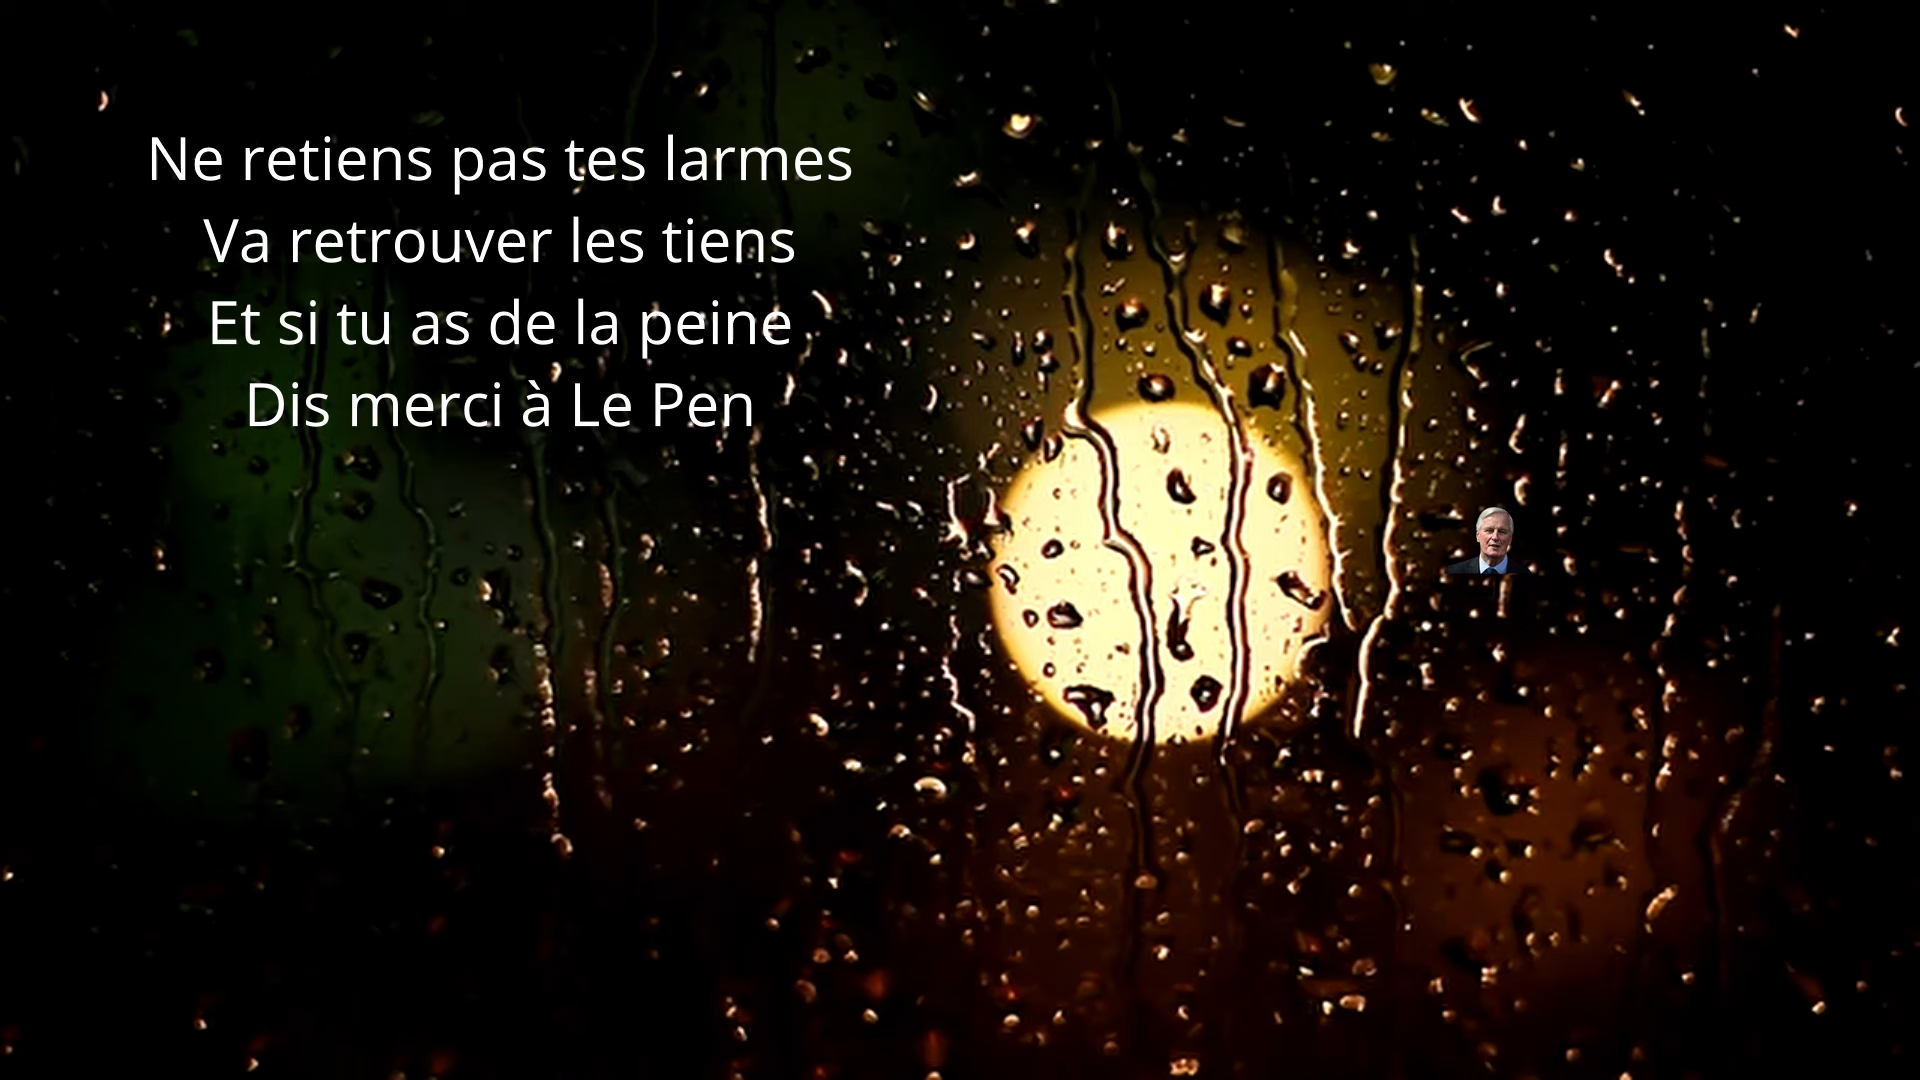 Ne retiens pas tes larmes
Va retrouver les tiens
Et si tu as de la peine
Dis merci à Le Pen